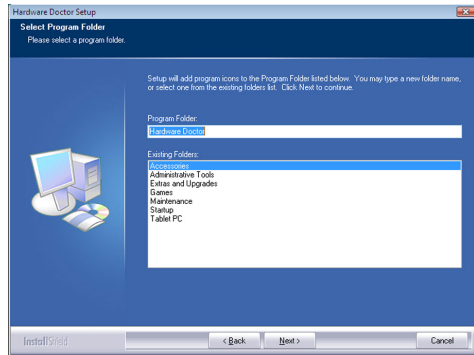 Hardware Doctor Setup
Select Program Folder
Please select a program folder.
Setup will add program icons to the Program Folder listed below. You may type a new folder name,
or select one from the existing folders list. Click Next to continue.
Program Folder:
Hardware Doctor
Existing Folders:
Accessories
Administrative Tools
Extras and Upgrades
Games
Maintenance
Startup
Tablet PC
InstallShield
< Back
Next >
Cancel